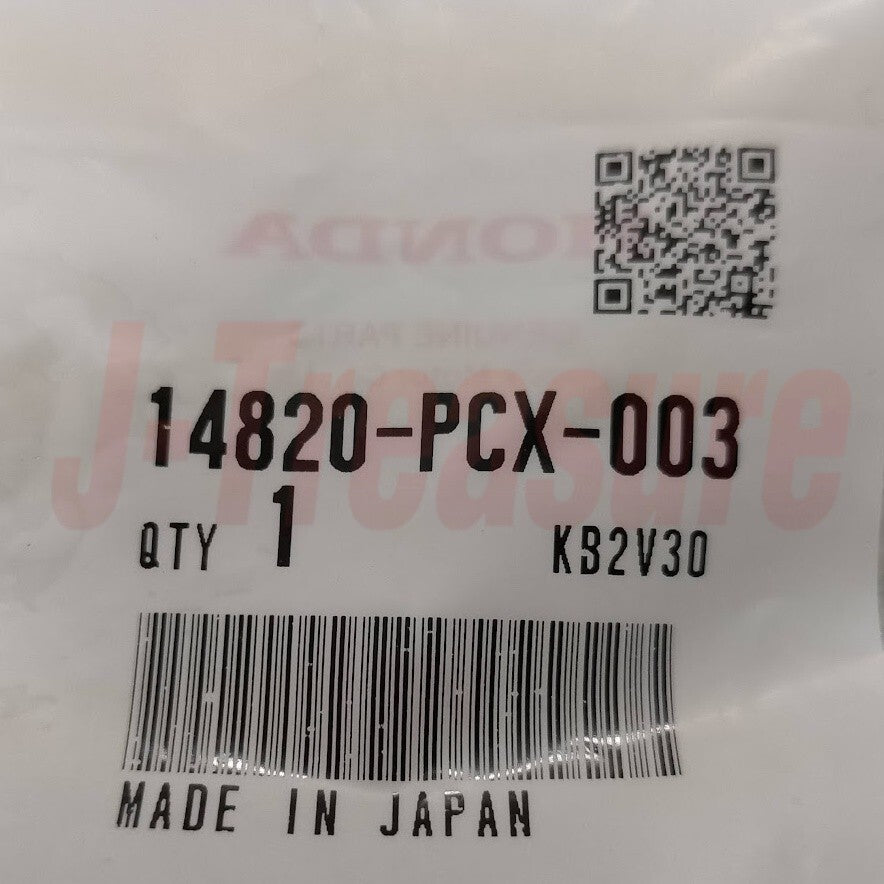 HONDA
GENUINE PARTS
J-Treasure
14820-PCX-003
QTY 1 KB2V30
MADE IN JAPAN